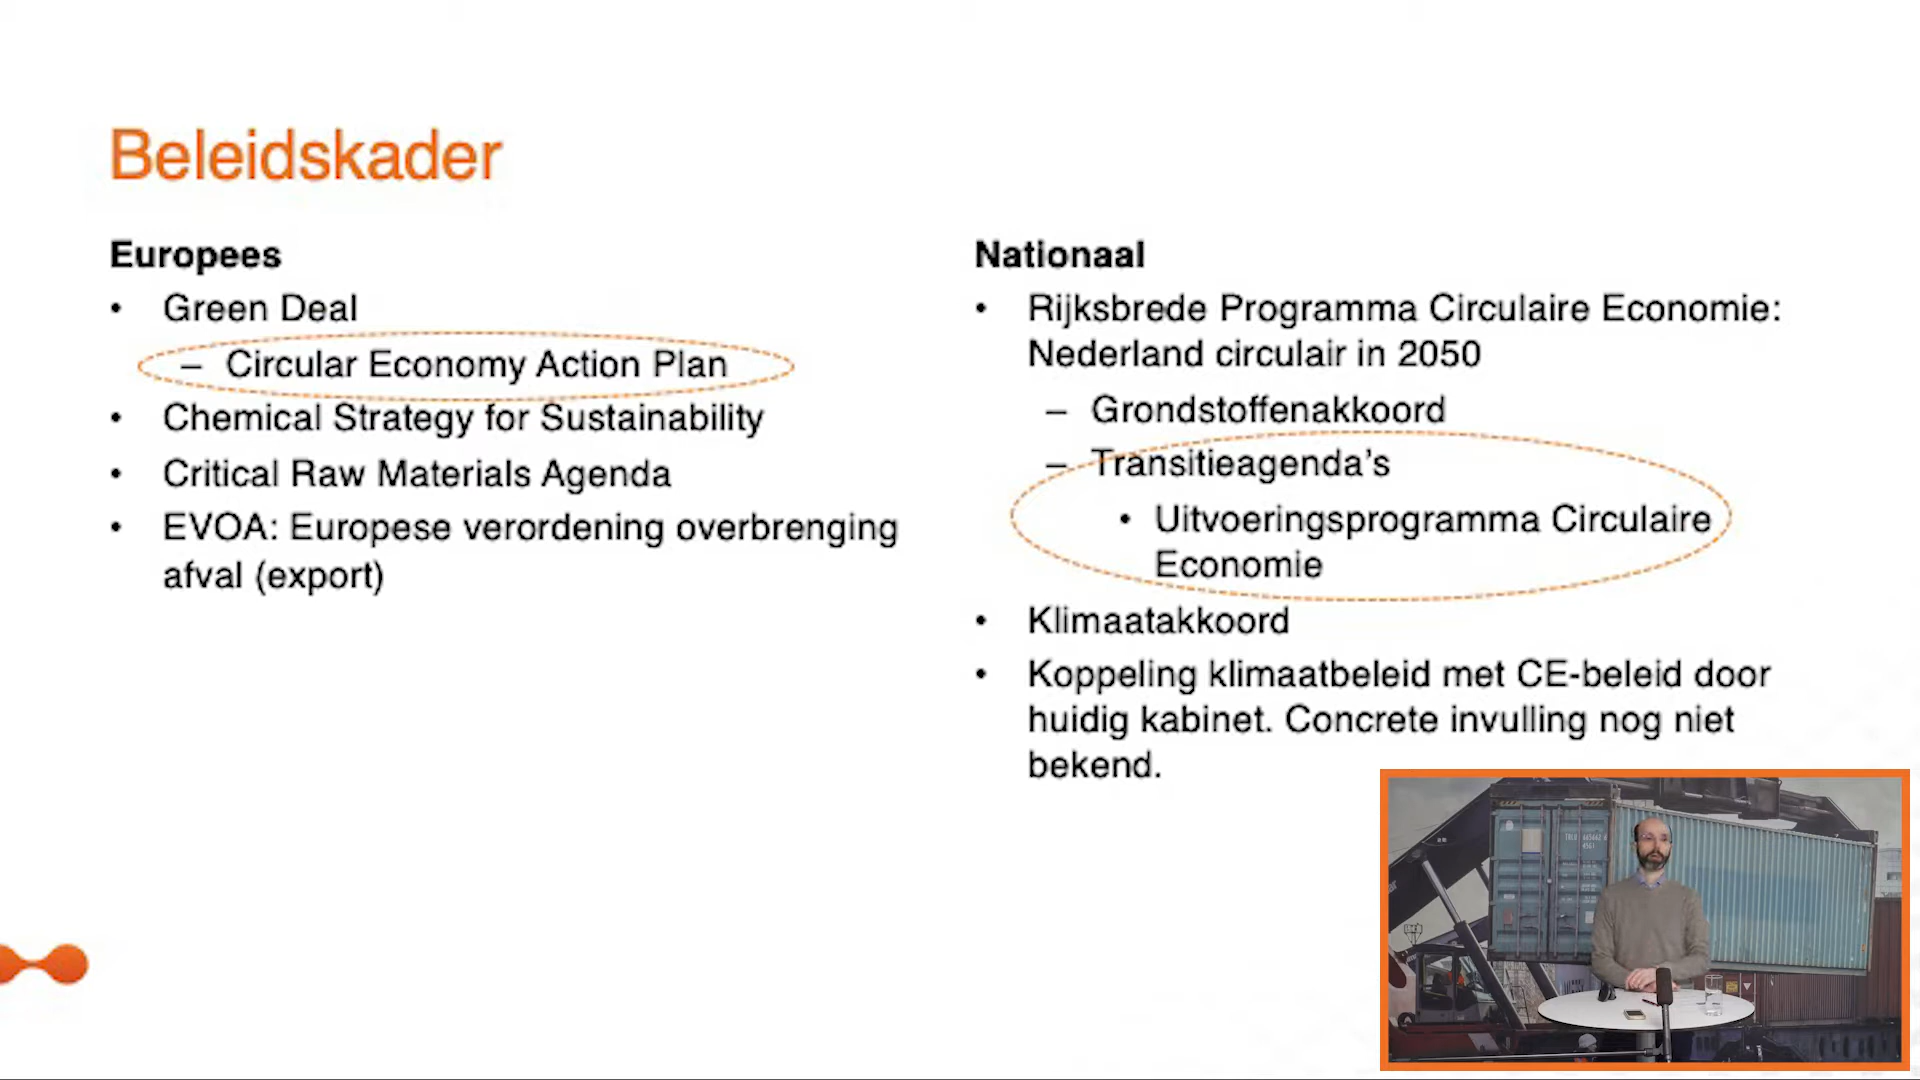 Beleidskader
Europees
• Green Deal
– Circular Economy Action Plan
• Chemical Strategy for Sustainability
• Critical Raw Materials Agenda
• EVOA: Europese verordening overbrenging
afval (export)
Nationaal
• Rijksbrede Programma Circulaire Economie:
Nederland circulair in 2050
– Grondstoffenakkoord
– Transitieagenda's
• Uitvoeringsprogramma Circulaire
Economie
• Klimaatakkoord
• Koppeling klimaatbeleid met CE-beleid door
huidig kabinet. Concrete invulling nog niet
bekend.